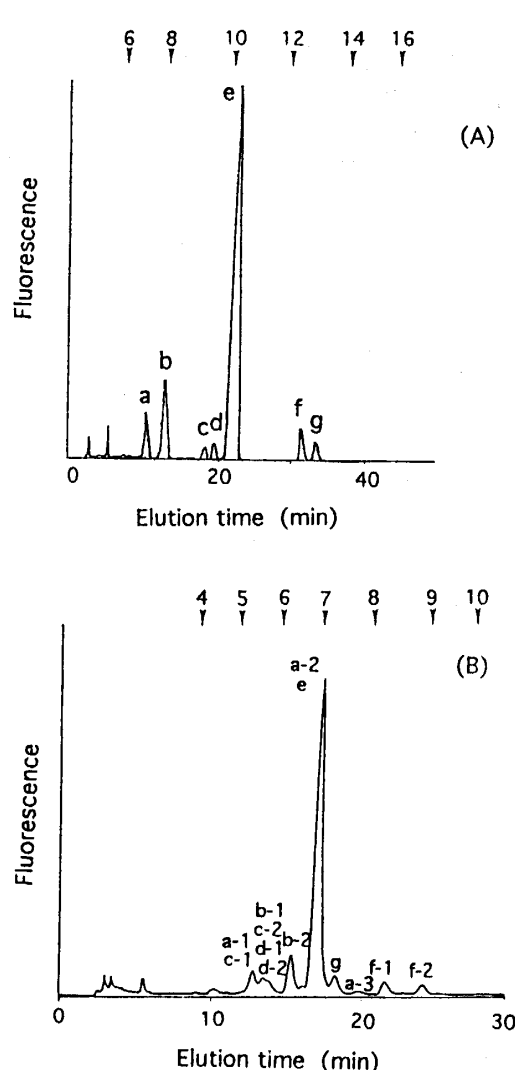 6 8 10 12 14 16
e
(A)
Fluorescence
b
a
c d
f
g
0 20 40
Elution time (min)
4 5 6 7 8 9 10
(B)
a-2
e
Fluorescence
b-1
a-1 c-2
c-1 d-1 b-2
d-2
g
a-3
f-1 f-2
0 10 20 30
Elution time (min)